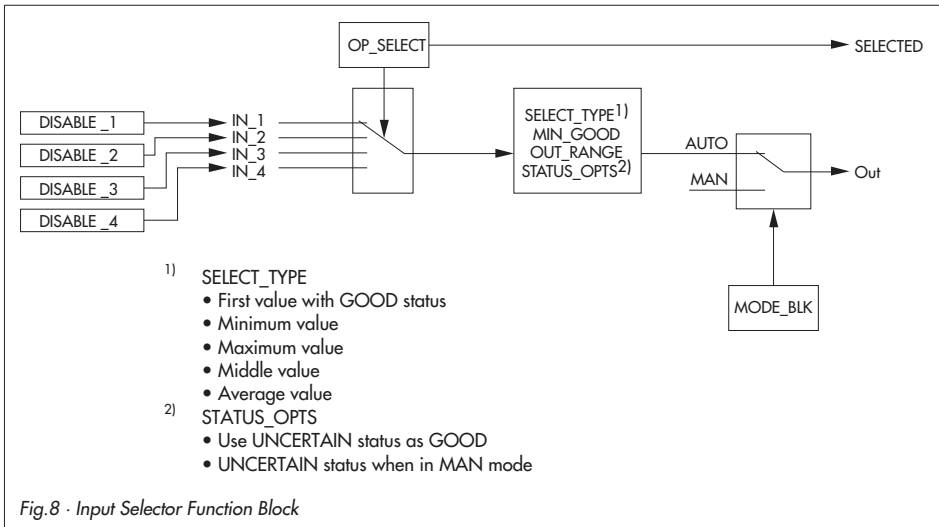 OP_SELECT
SELECTED
DISABLE _1
DISABLE _2
DISABLE _3
DISABLE _4
IN_1
IN_2
IN_3
IN_4
SELECT_TYPE1)
MIN_GOOD
OUT_RANGE
STATUS_OPTS2)
AUTO
MAN
Out
MODE_BLK
1) SELECT_TYPE
• First value with GOOD status
• Minimum value
• Maximum value
• Middle value
• Average value
2) STATUS_OPTS
• Use UNCERTAIN status as GOOD
• UNCERTAIN status when in MAN mode
Fig.8 · Input Selector Function Block